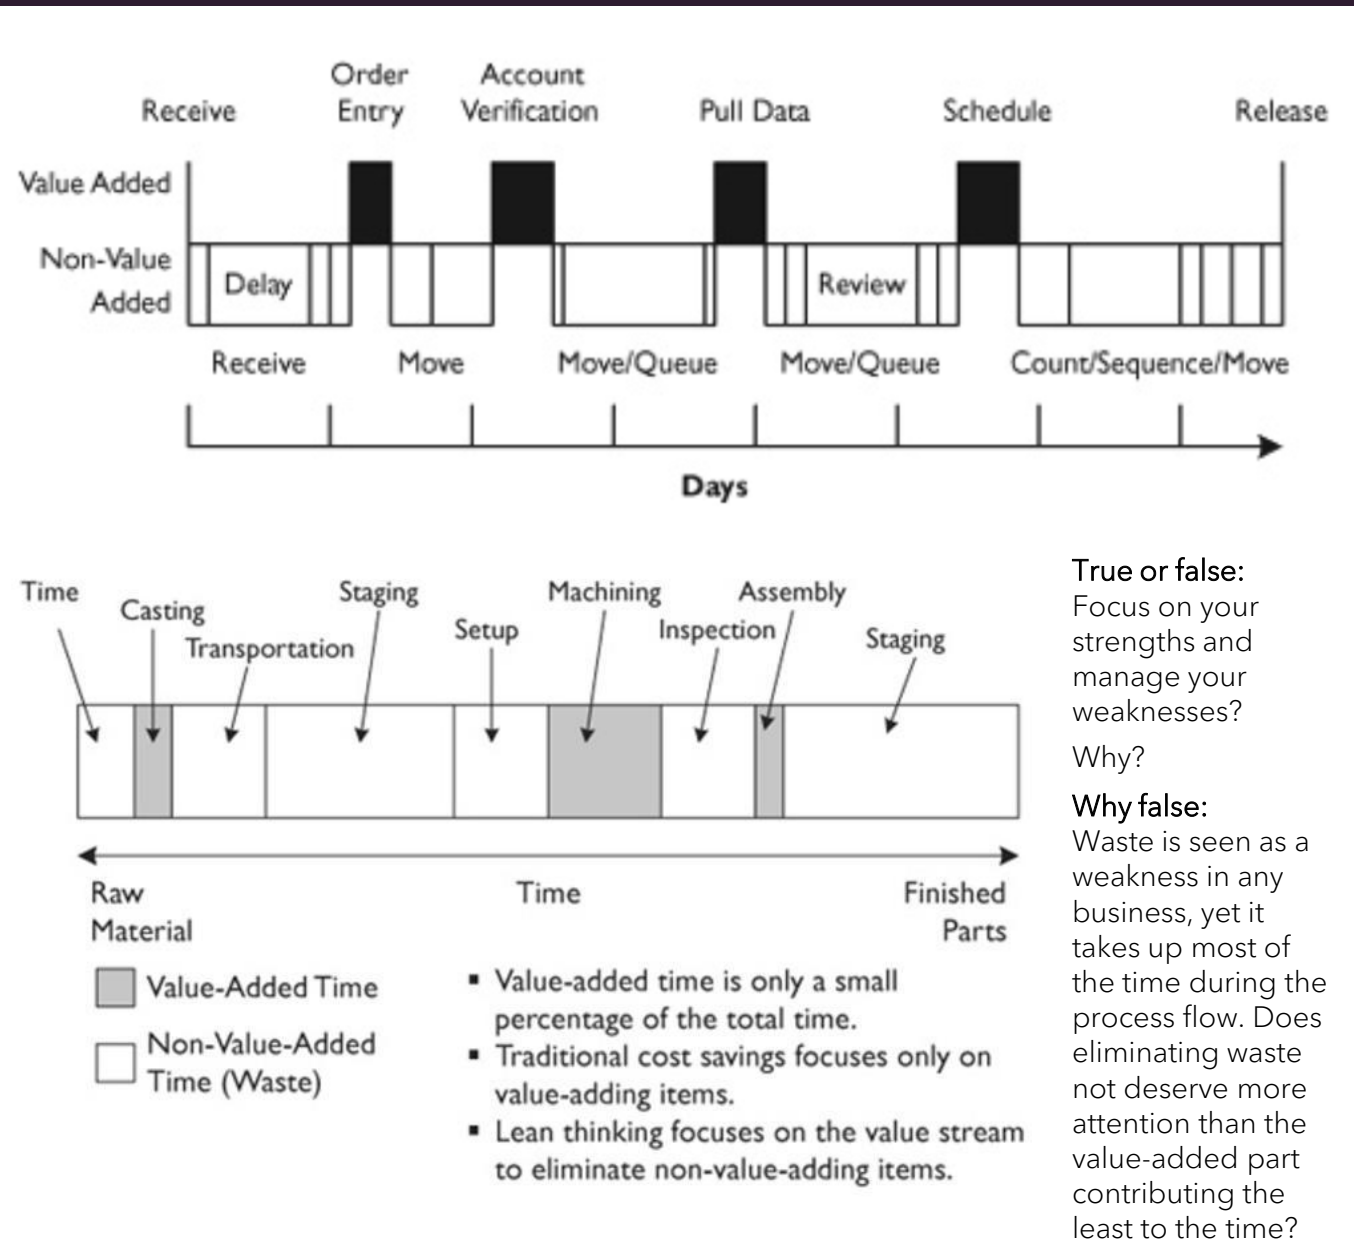 Order
Entry
Account
Verification
Receive
Pull Data
Schedule
Release
Value Added
Non-Value
Added
Delay
Review
Receive
Move
Move/Queue
Move/Queue
Count/Sequence/Move
Days
Time
Casting
Transportation
Staging
Setup
Machining
Inspection
Assembly
Staging
Raw
Material
Time
Finished
Parts
Value-Added Time
Non-Value-Added
Time (Waste)
▪ Value-added time is only a small
percentage of the total time.
▪ Traditional cost savings focuses only on
value-adding items.
▪ Lean thinking focuses on the value stream
to eliminate non-value-adding items.
True or false:
Focus on your
strengths and
manage your
weaknesses?
Why?
Why false:
Waste is seen as a
weakness in any
business, yet it
takes up most of
the time during the
process flow. Does
eliminating waste
not deserve more
attention than the
value-added part
contributing the
least to the time?